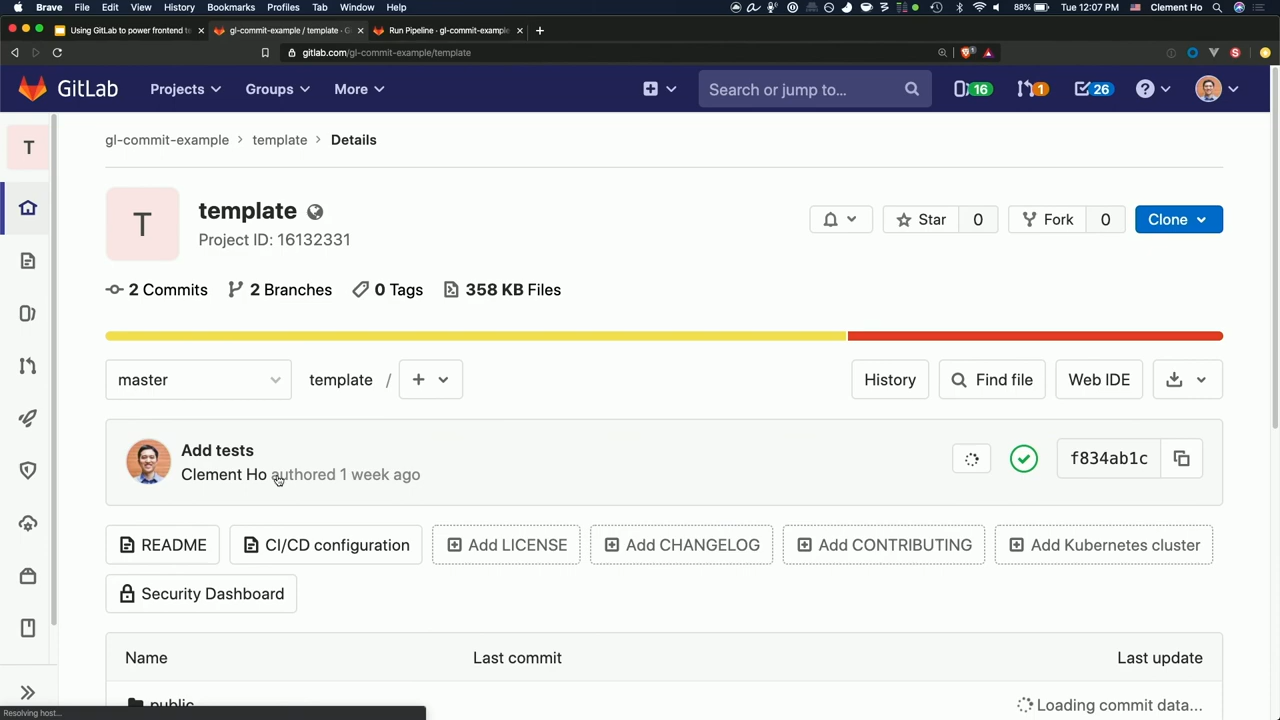 Brave File Edit View History Bookmarks Profiles Tab Window Help 88% Tue 12:07 AM Clement Ho
Using GitLab to power frontend te × gl-commit-example / template · G × Run Pipeline · gl-commit-example × +
gitlab.com/gl-commit-example/template
GitLab Projects Groups More Search or jump to... 16 1 26
gl-commit-example > template > Details
T
T
template
Project ID: 16132331
Star 0 Fork 0 Clone
2 Commits 2 Branches 0 Tags 358 KB Files
master template / + History Find file Web IDE
Add tests
Clement Ho authored 1 week ago
f834ab1c
README CI/CD configuration Add LICENSE Add CHANGELOG Add CONTRIBUTING Add Kubernetes cluster
Security Dashboard
Name Last commit Last update
public Loading commit data...
Resolving host...